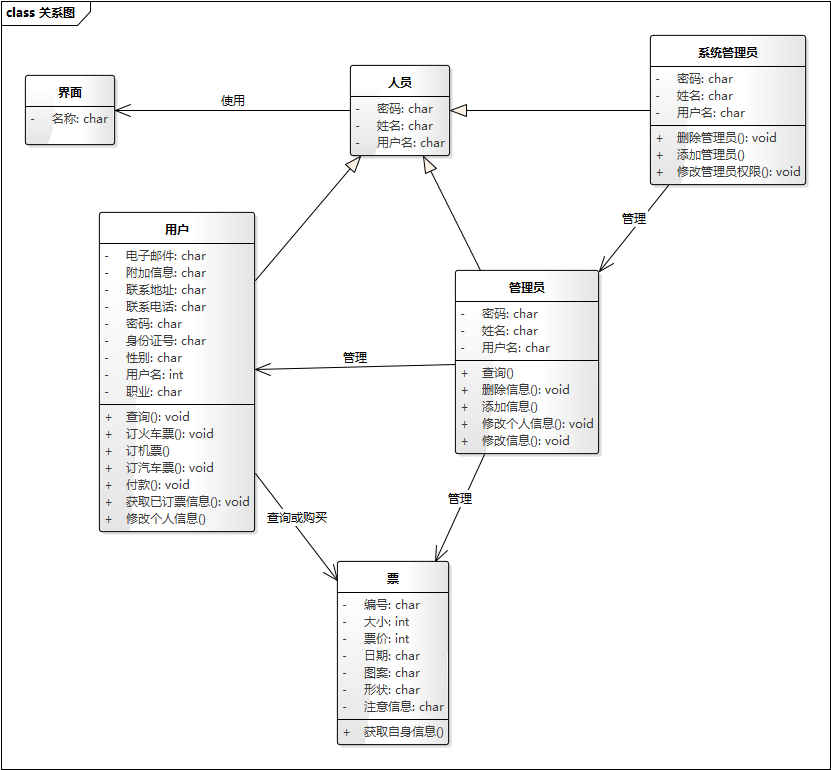 class 关系图
界面
- 名称: char
使用
人员
- 密码: char
- 姓名: char
- 用户名: char
系统管理员
- 密码: char
- 姓名: char
- 用户名: char
+ 删除管理员(): void
+ 添加管理员()
+ 修改管理员权限(): void
管理
用户
- 电子邮件: char
- 附加信息: char
- 联系地址: char
- 联系电话: char
- 密码: char
- 身份证号: char
- 性别: char
- 用户名: int
- 职业: char
+ 查询(): void
+ 订火车票(): void
+ 订机票()
+ 订汽车票(): void
+ 付款(): void
+ 获取已订票信息(): void
+ 修改个人信息()
管理
管理员
- 密码: char
- 姓名: char
- 用户名: char
+ 查询()
+ 删除信息(): void
+ 添加信息()
+ 修改个人信息(): void
+ 修改信息(): void
管理
查询或购买
票
- 编号: char
- 大小: int
- 票价: int
- 日期: char
- 图案: char
- 形状: char
- 注意信息: char
+ 获取自身信息()